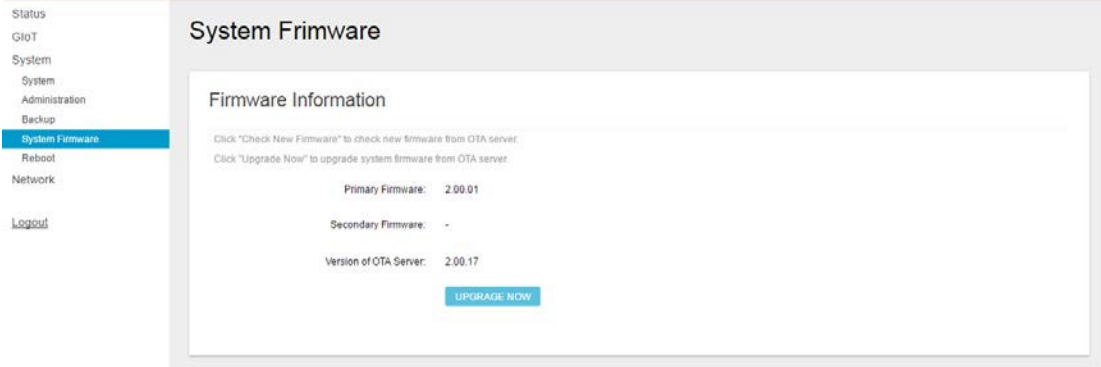 Status
GIoT
System
System
Administration
Backup
System Firmware
Reboot
Network
Logout
System Frimware
Firmware Information
Click "Check New Firmware" to check new firmware from OTA server.
Click "Upgrade Now" to upgrade system firmware from OTA server.
Primary Firmware: 2.00.01
Secondary Firmware: -
Version of OTA Server: 2.00.17
UPGRAGE NOW